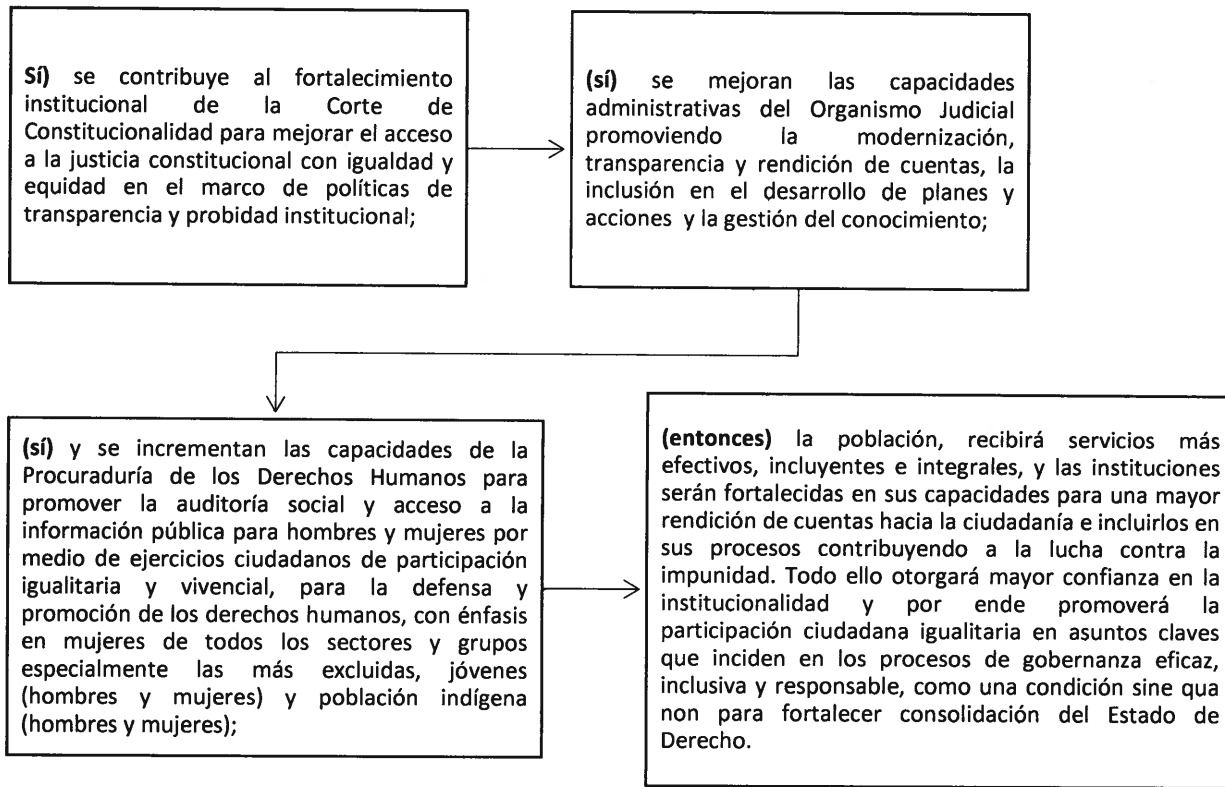 Sí) se contribuye al fortalecimiento
institucional de la Corte de
Constitucionalidad para mejorar el acceso
a la justicia constitucional con igualdad y
equidad en el marco de políticas de
transparencia y probidad institucional;
(sí) se mejoran las capacidades
administrativas del Organismo Judicial
promoviendo la modernización,
transparencia y rendición de cuentas, la
inclusión en el desarrollo de planes y
acciones y la gestión del conocimiento;
(sí) y se incrementan las capacidades de la
Procuraduría de los Derechos Humanos para
promover la auditoría social y acceso a la
información pública para hombres y mujeres por
medio de ejercicios ciudadanos de participación
igualitaria y vivencial, para la defensa y
promoción de los derechos humanos, con énfasis
en mujeres de todos los sectores y grupos
especialmente las más excluidas, jóvenes
(hombres y mujeres) y población indígena
(hombres y mujeres);
(entonces) la población, recibirá servicios más
efectivos, incluyentes e integrales, y las instituciones
serán fortalecidas en sus capacidades para una mayor
rendición de cuentas hacia la ciudadanía e incluirlos en
sus procesos contribuyendo a la lucha contra la
impunidad. Todo ello otorgará mayor confianza en la
institucionalidad y por ende promoverá la
participación ciudadana igualitaria en asuntos claves
que inciden en los procesos de gobernanza eficaz,
inclusiva y responsable, como una condición sine qua
non para fortalecer consolidación del Estado de
Derecho.